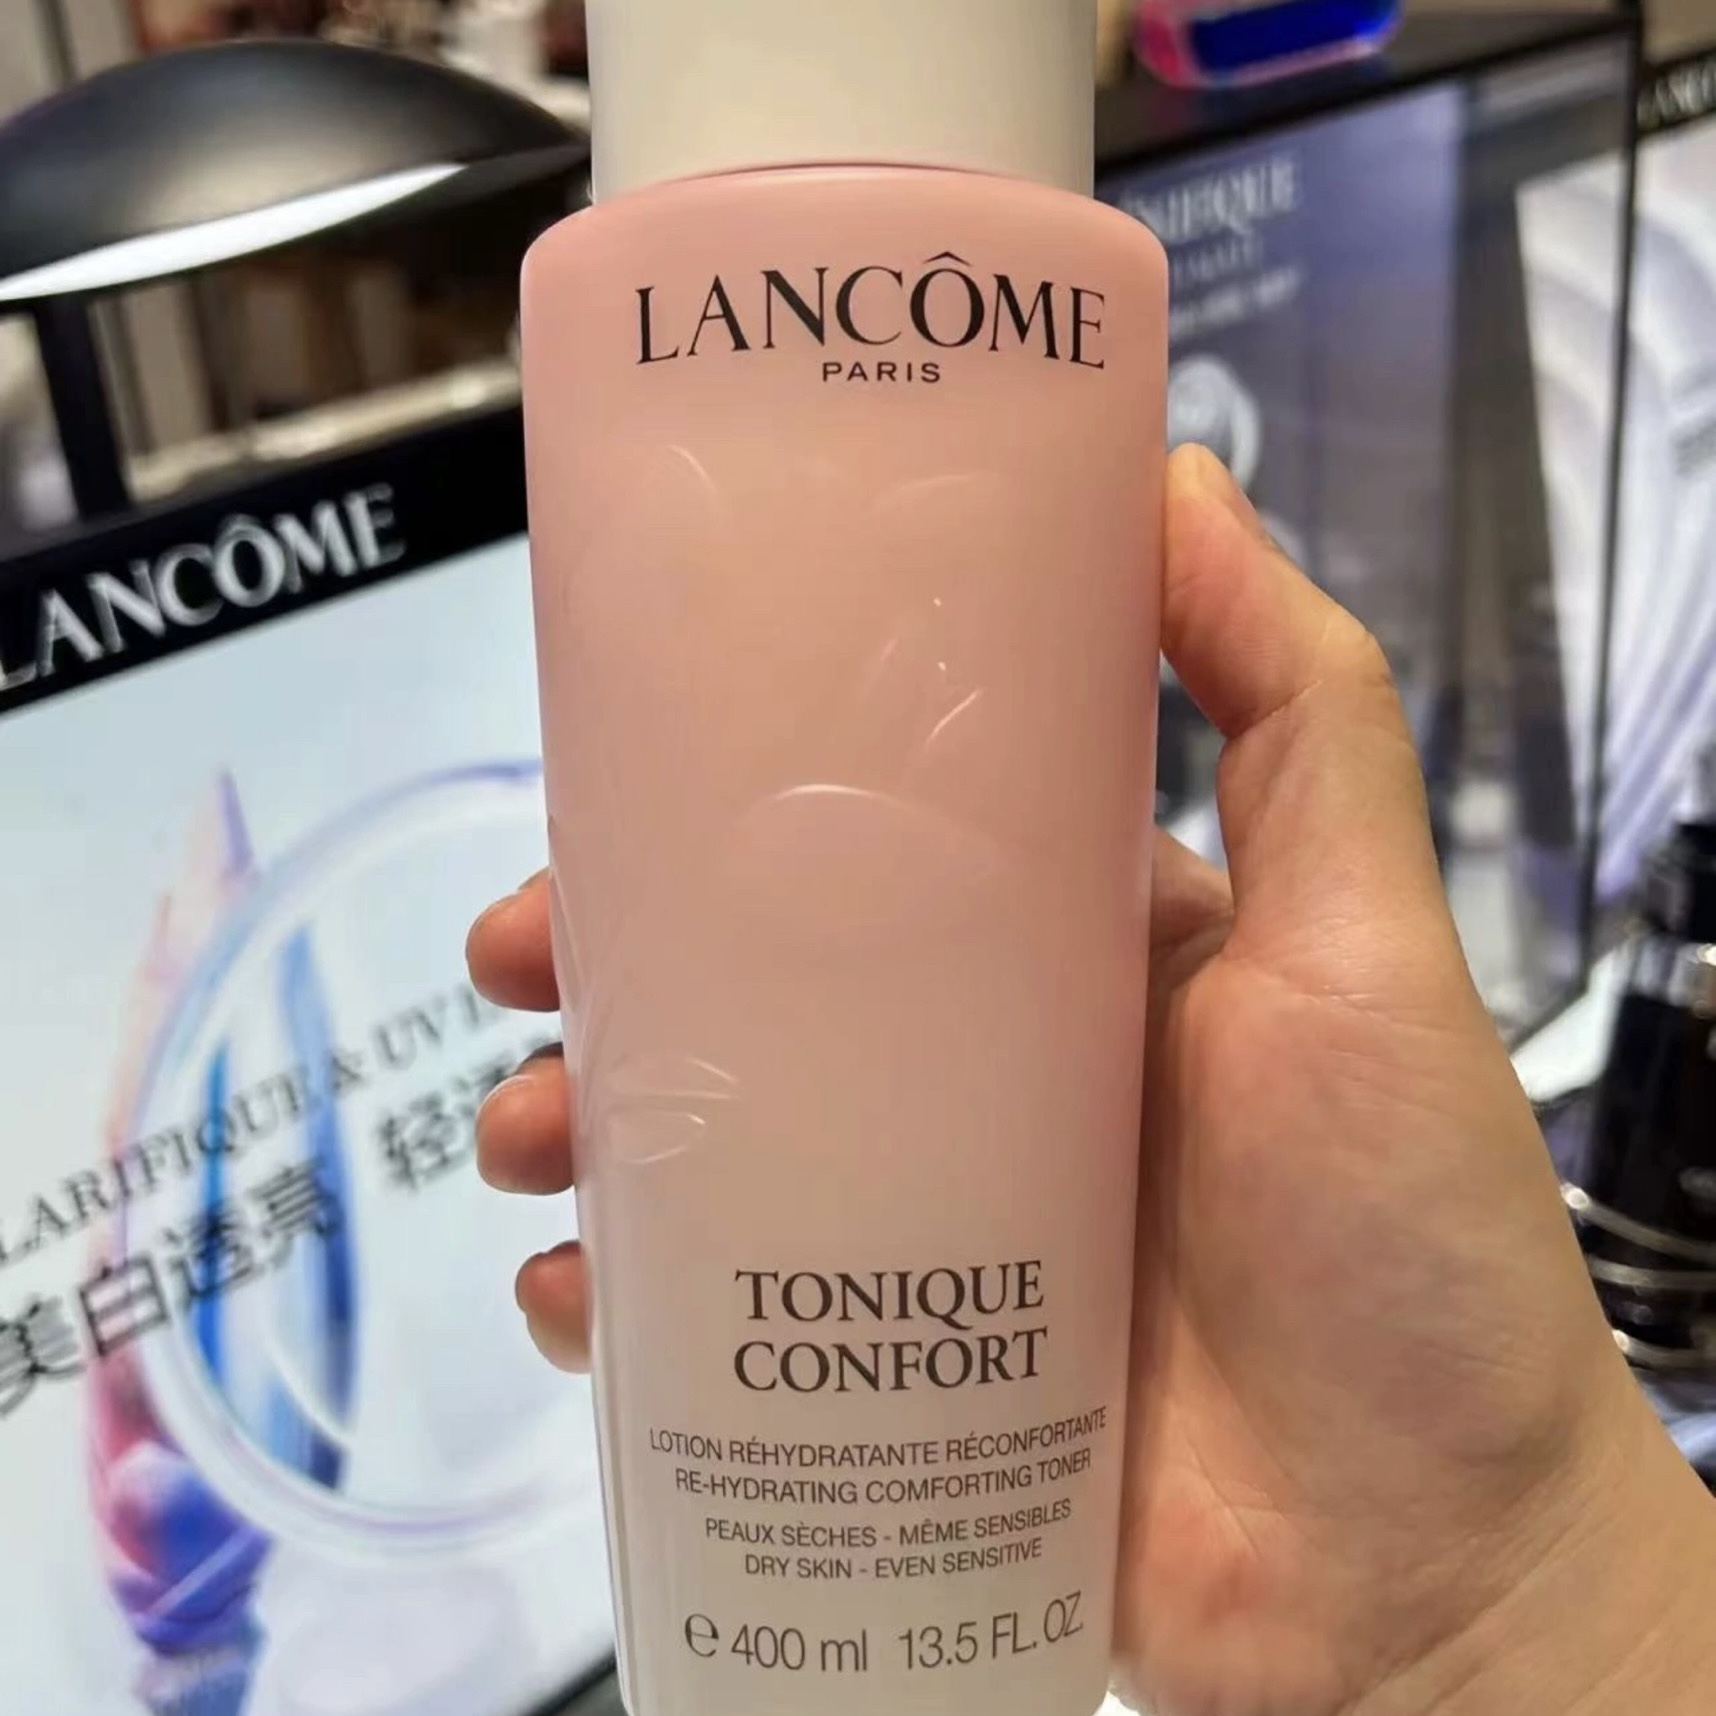 LANCÔME
PARIS
TONIQUE
CONFORT
LOTION RÉHYDRATANTE RÉCONFORTANTE
RE-HYDRATING COMFORTING TONER
PEAUX SÈCHES - MÊME SENSIBLES
DRY SKIN - EVEN SENSITIVE
e 400 ml 13.5 FL. OZ
LANCÔME
LARIFIQUE & UV
美白透亮 轻